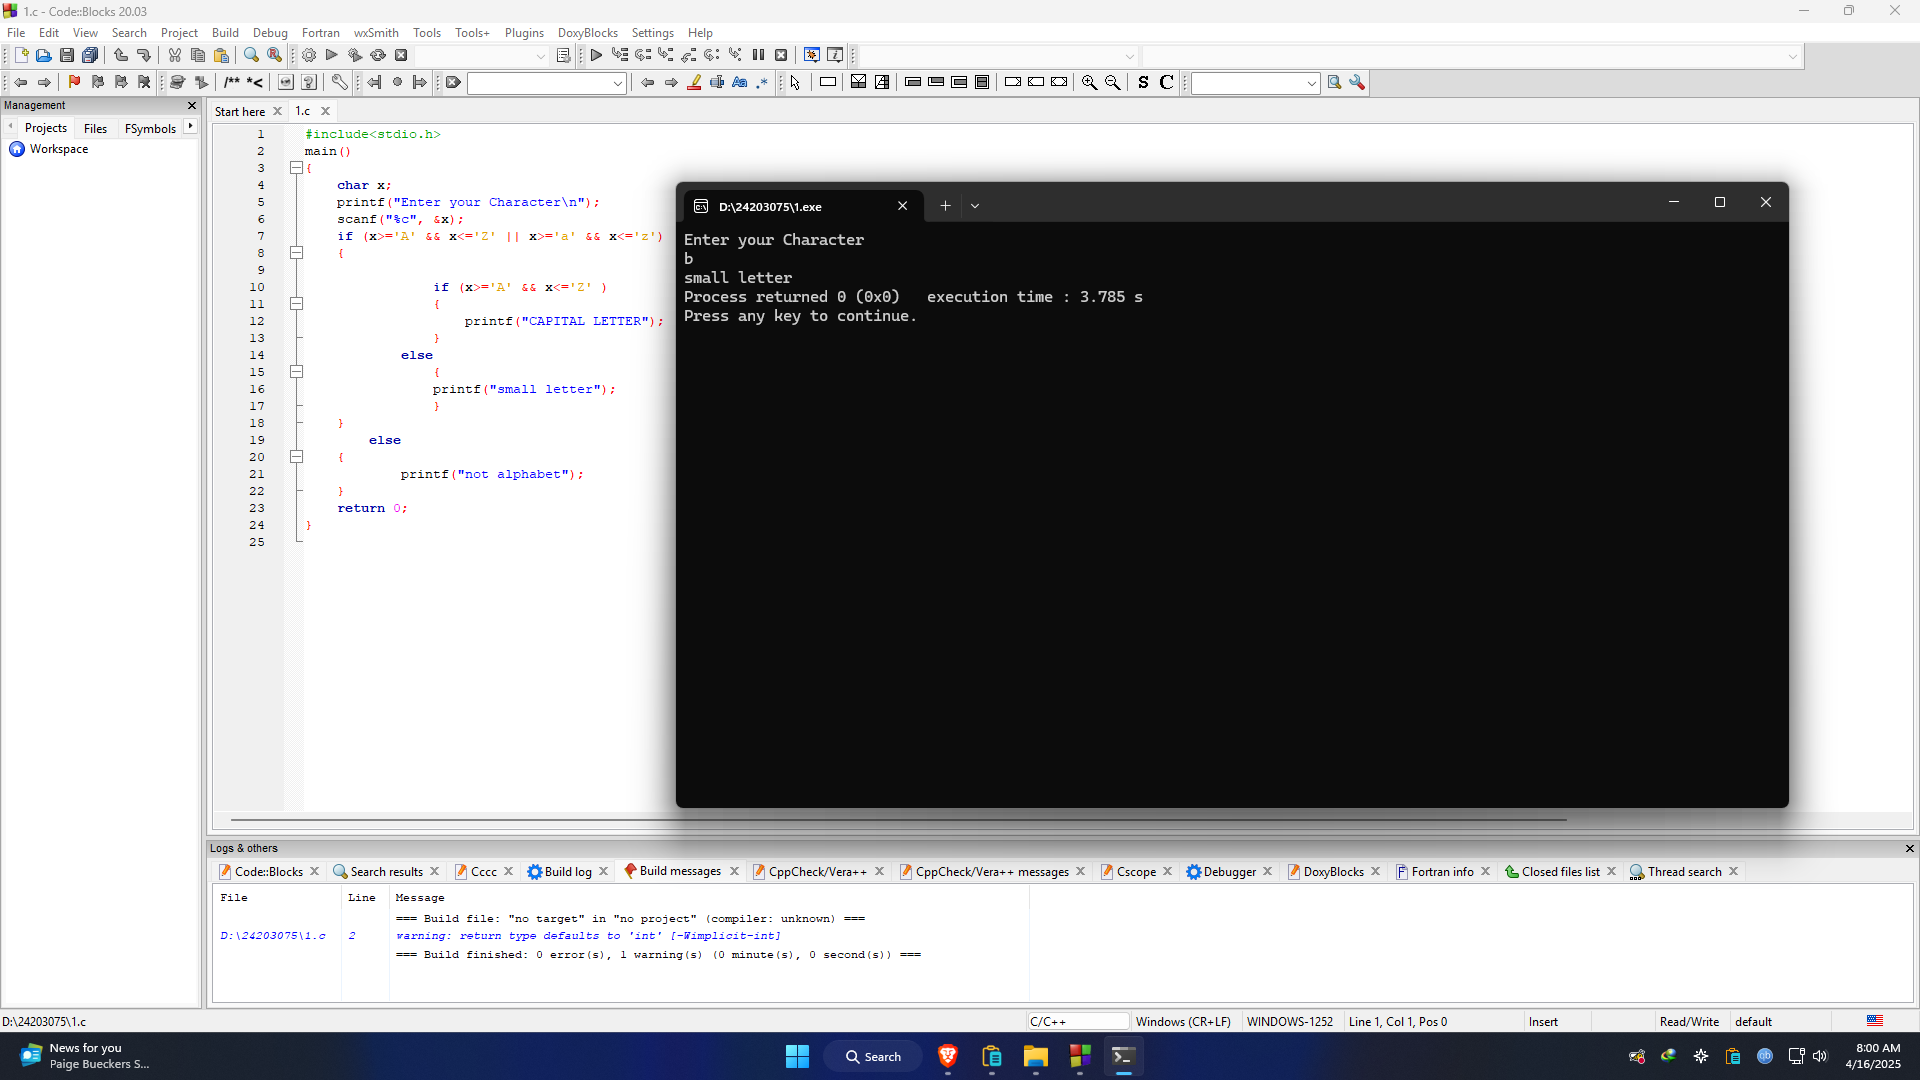 1.c - Code::Blocks 20.03
File Edit View Search Project Build Debug Fortran wxSmith Tools Tools+ Plugins DoxyBlocks Settings Help
/** *<
S C
Management
Projects Files FSymbols
Workspace
Start here 1.c
1 #include<stdio.h>
2 main()
3 {
4 char x;
5 printf("Enter your Character\n");
6 scanf("%c", &x);
7 if (x>='A' && x<='Z' || x>='a' && x<='z')
8 {
9
10 if (x>='A' && x<='Z' )
11 {
12 printf("CAPITAL LETTER");
13 }
14 else
15 {
16 printf("small letter");
17 }
18 }
19 else
20 {
21 printf("not alphabet");
22 }
23 return 0;
24 }
25
D:\24203075\1.exe
Enter your Character
b
small letter
Process returned 0 (0x0) execution time : 3.785 s
Press any key to continue.
Logs & others
Code::Blocks Search results Cccc Build log Build messages CppCheck/Vera++ CppCheck/Vera++ messages Cscope Debugger DoxyBlocks Fortran info Closed files list Thread search
File Line Message
=== Build file: "no target" in "no project" (compiler: unknown) ===
D:\24203075\1.c 2 warning: return type defaults to 'int' [-Wimplicit-int]
=== Build finished: 0 error(s), 1 warning(s) (0 minute(s), 0 second(s)) ===
D:\24203075\1.c C/C++ Windows (CR+LF) WINDOWS-1252 Line 1, Col 1, Pos 0 Insert Read/Write default
News for you
Paige Bueckers S...
Search
qb
8:00 AM
4/16/2025